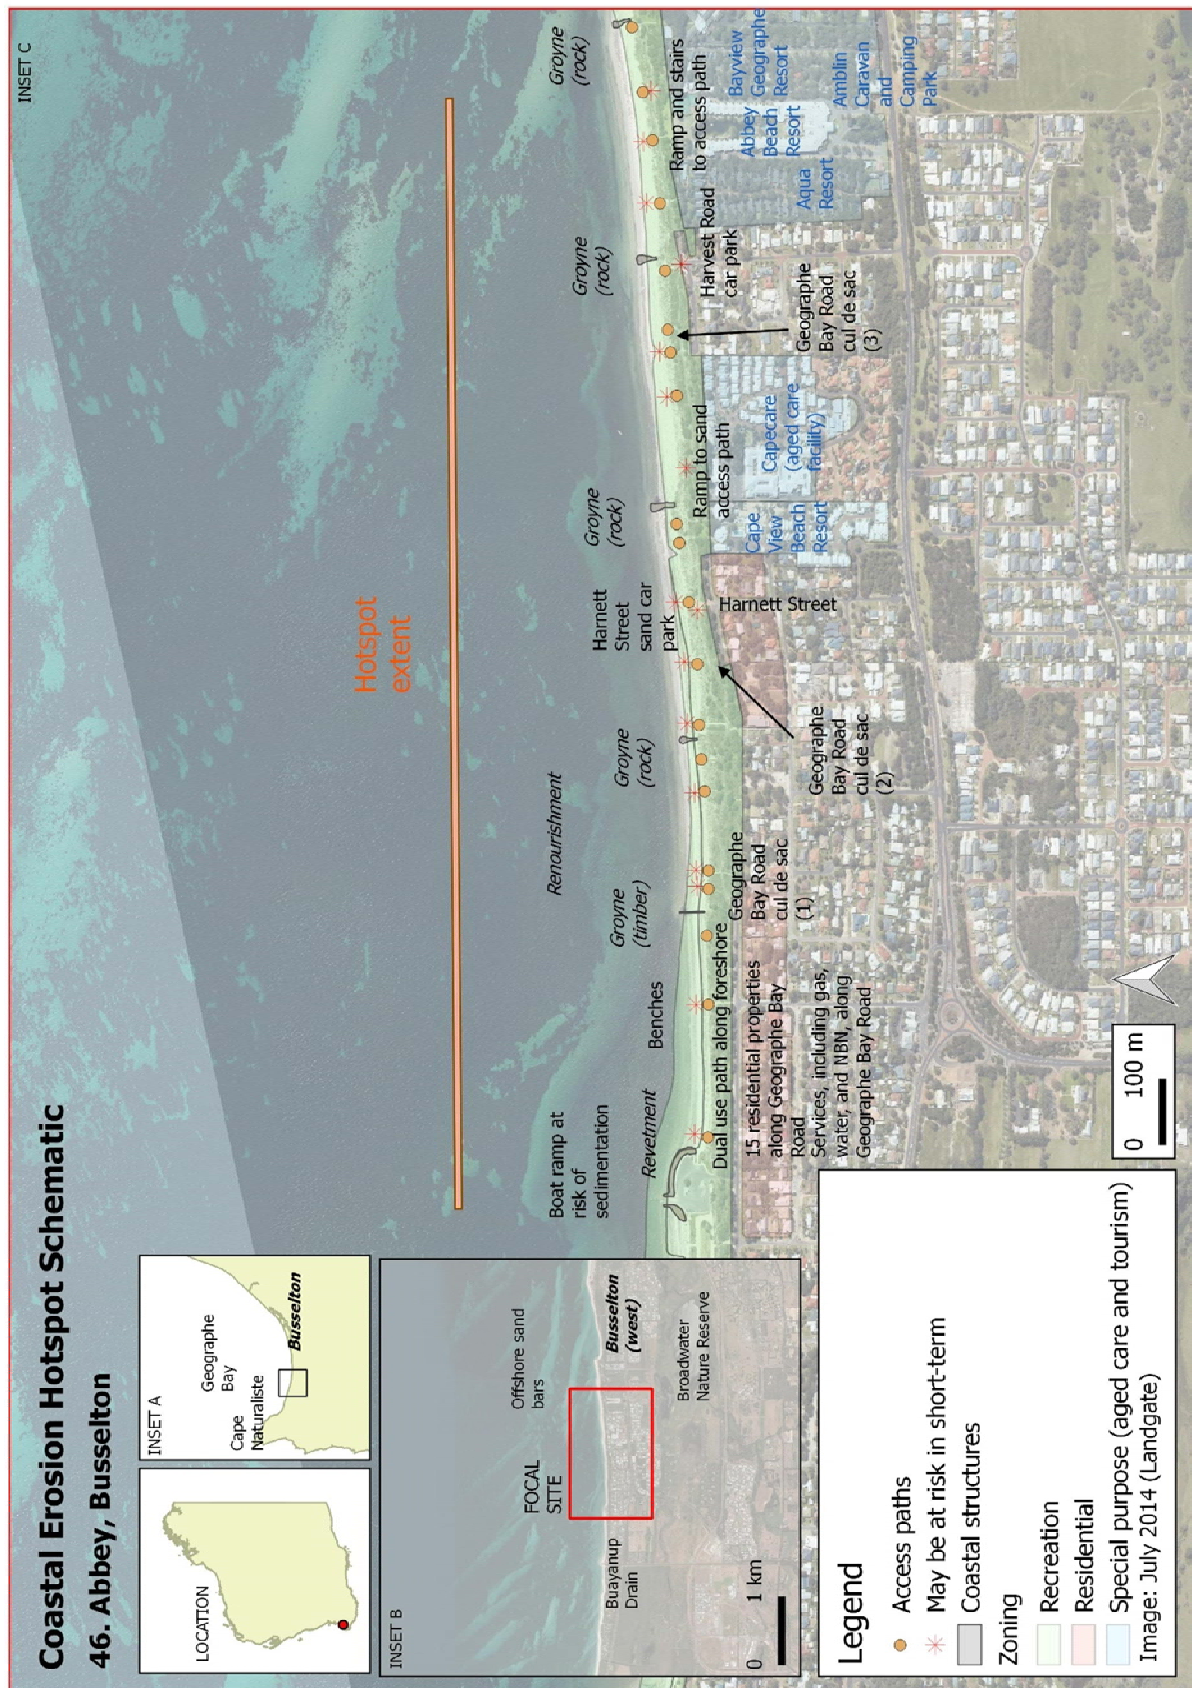 Coastal Erosion Hotspot Schematic
46. Abbey, Busselton
LOCATION
INSET A
Geographe
Bay
Cape
Naturaliste
Busselton
INSET B
Offshore sand
bars
FOCAL
SITE
Buayanup
Drain
Busselton
(west)
Broadwater
Nature Reserve
0 1 km
INSET C
Hotspot
extent
Renourishment
Boat ramp at
risk of
sedimentation
Revetment
Benches
Groyne
(timber)
Groyne
(rock)
Harnett
Street
sand car
park
Groyne
(rock)
Groyne
(rock)
Groyne
(rock)
Dual use path along foreshore
15 residential properties
along Geographe Bay
Road
Services, including gas,
water, and NBN, along
Geographe Bay Road
Geographe
Bay Road
cul de sac
(1)
Geographe
Bay Road
cul de sac
(2)
Harnett Street
Ramp to sand
access path
Cape
View
Beach
Resort
Capecare
(aged care
facility)
Geographe
Bay Road
cul de sac
(3)
Harvest Road
car park
Ramp and stairs
to access path
Aqua
Resort
Abbey
Beach
Resort
Bayview
Geographe
Resort
Amblin
Caravan
and
Camping
Park
Legend
Access paths
May be at risk in short-term
Coastal structures
Zoning
Recreation
Residential
Special purpose (aged care and tourism)
Image: July 2014 (Landgate)
0 100 m